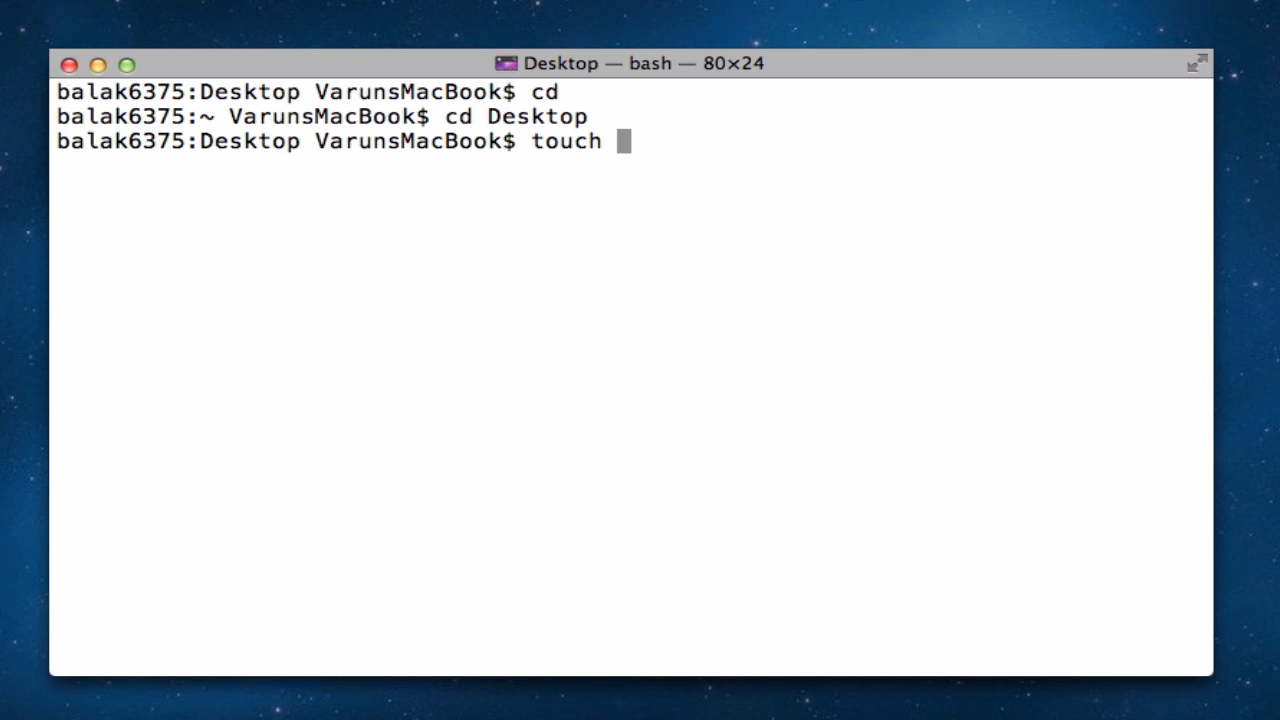 Desktop — bash — 80×24
balak6375:Desktop VarunsMacBook$ cd
balak6375:~ VarunsMacBook$ cd Desktop
balak6375:Desktop VarunsMacBook$ touch